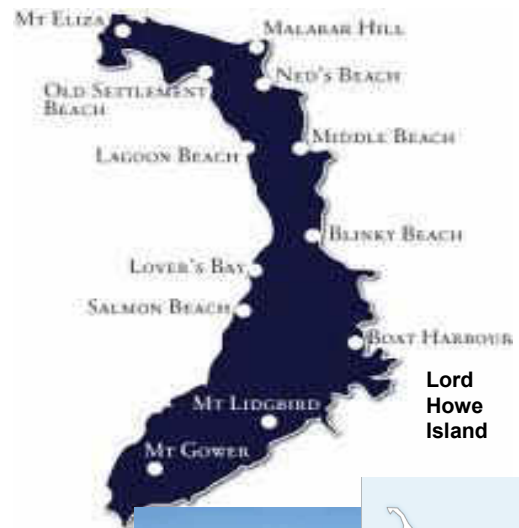 MT ELIZA
MALABAR HILL
NED'S BEACH
OLD SETTLEMENT
BEACH
MIDDLE BEACH
LAGOON BEACH
BLINKY BEACH
LOVER'S BAY
SALMON BEACH
BOAT HARBOUR
Lord
Howe
Island
MT LIDGBIRD
MT GOWER